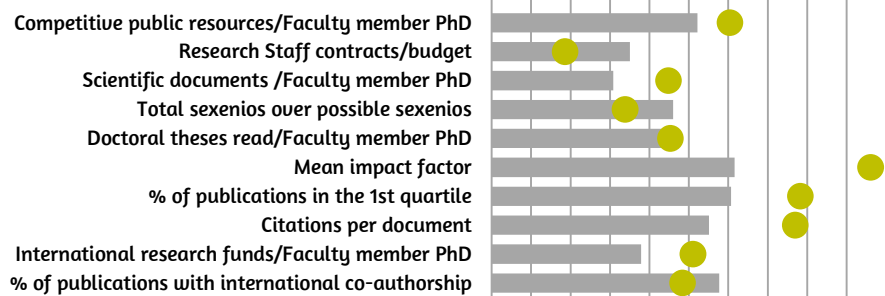 Competitive public resources/Faculty member PhD
Research Staff contracts/budget
Scientific documents /Faculty member PhD
Total sexenios over possible sexenios
Doctoral theses read/Faculty member PhD
Mean impact factor
% of publications in the 1st quartile
Citations per document
International research funds/Faculty member PhD
% of publications with international co-authorship